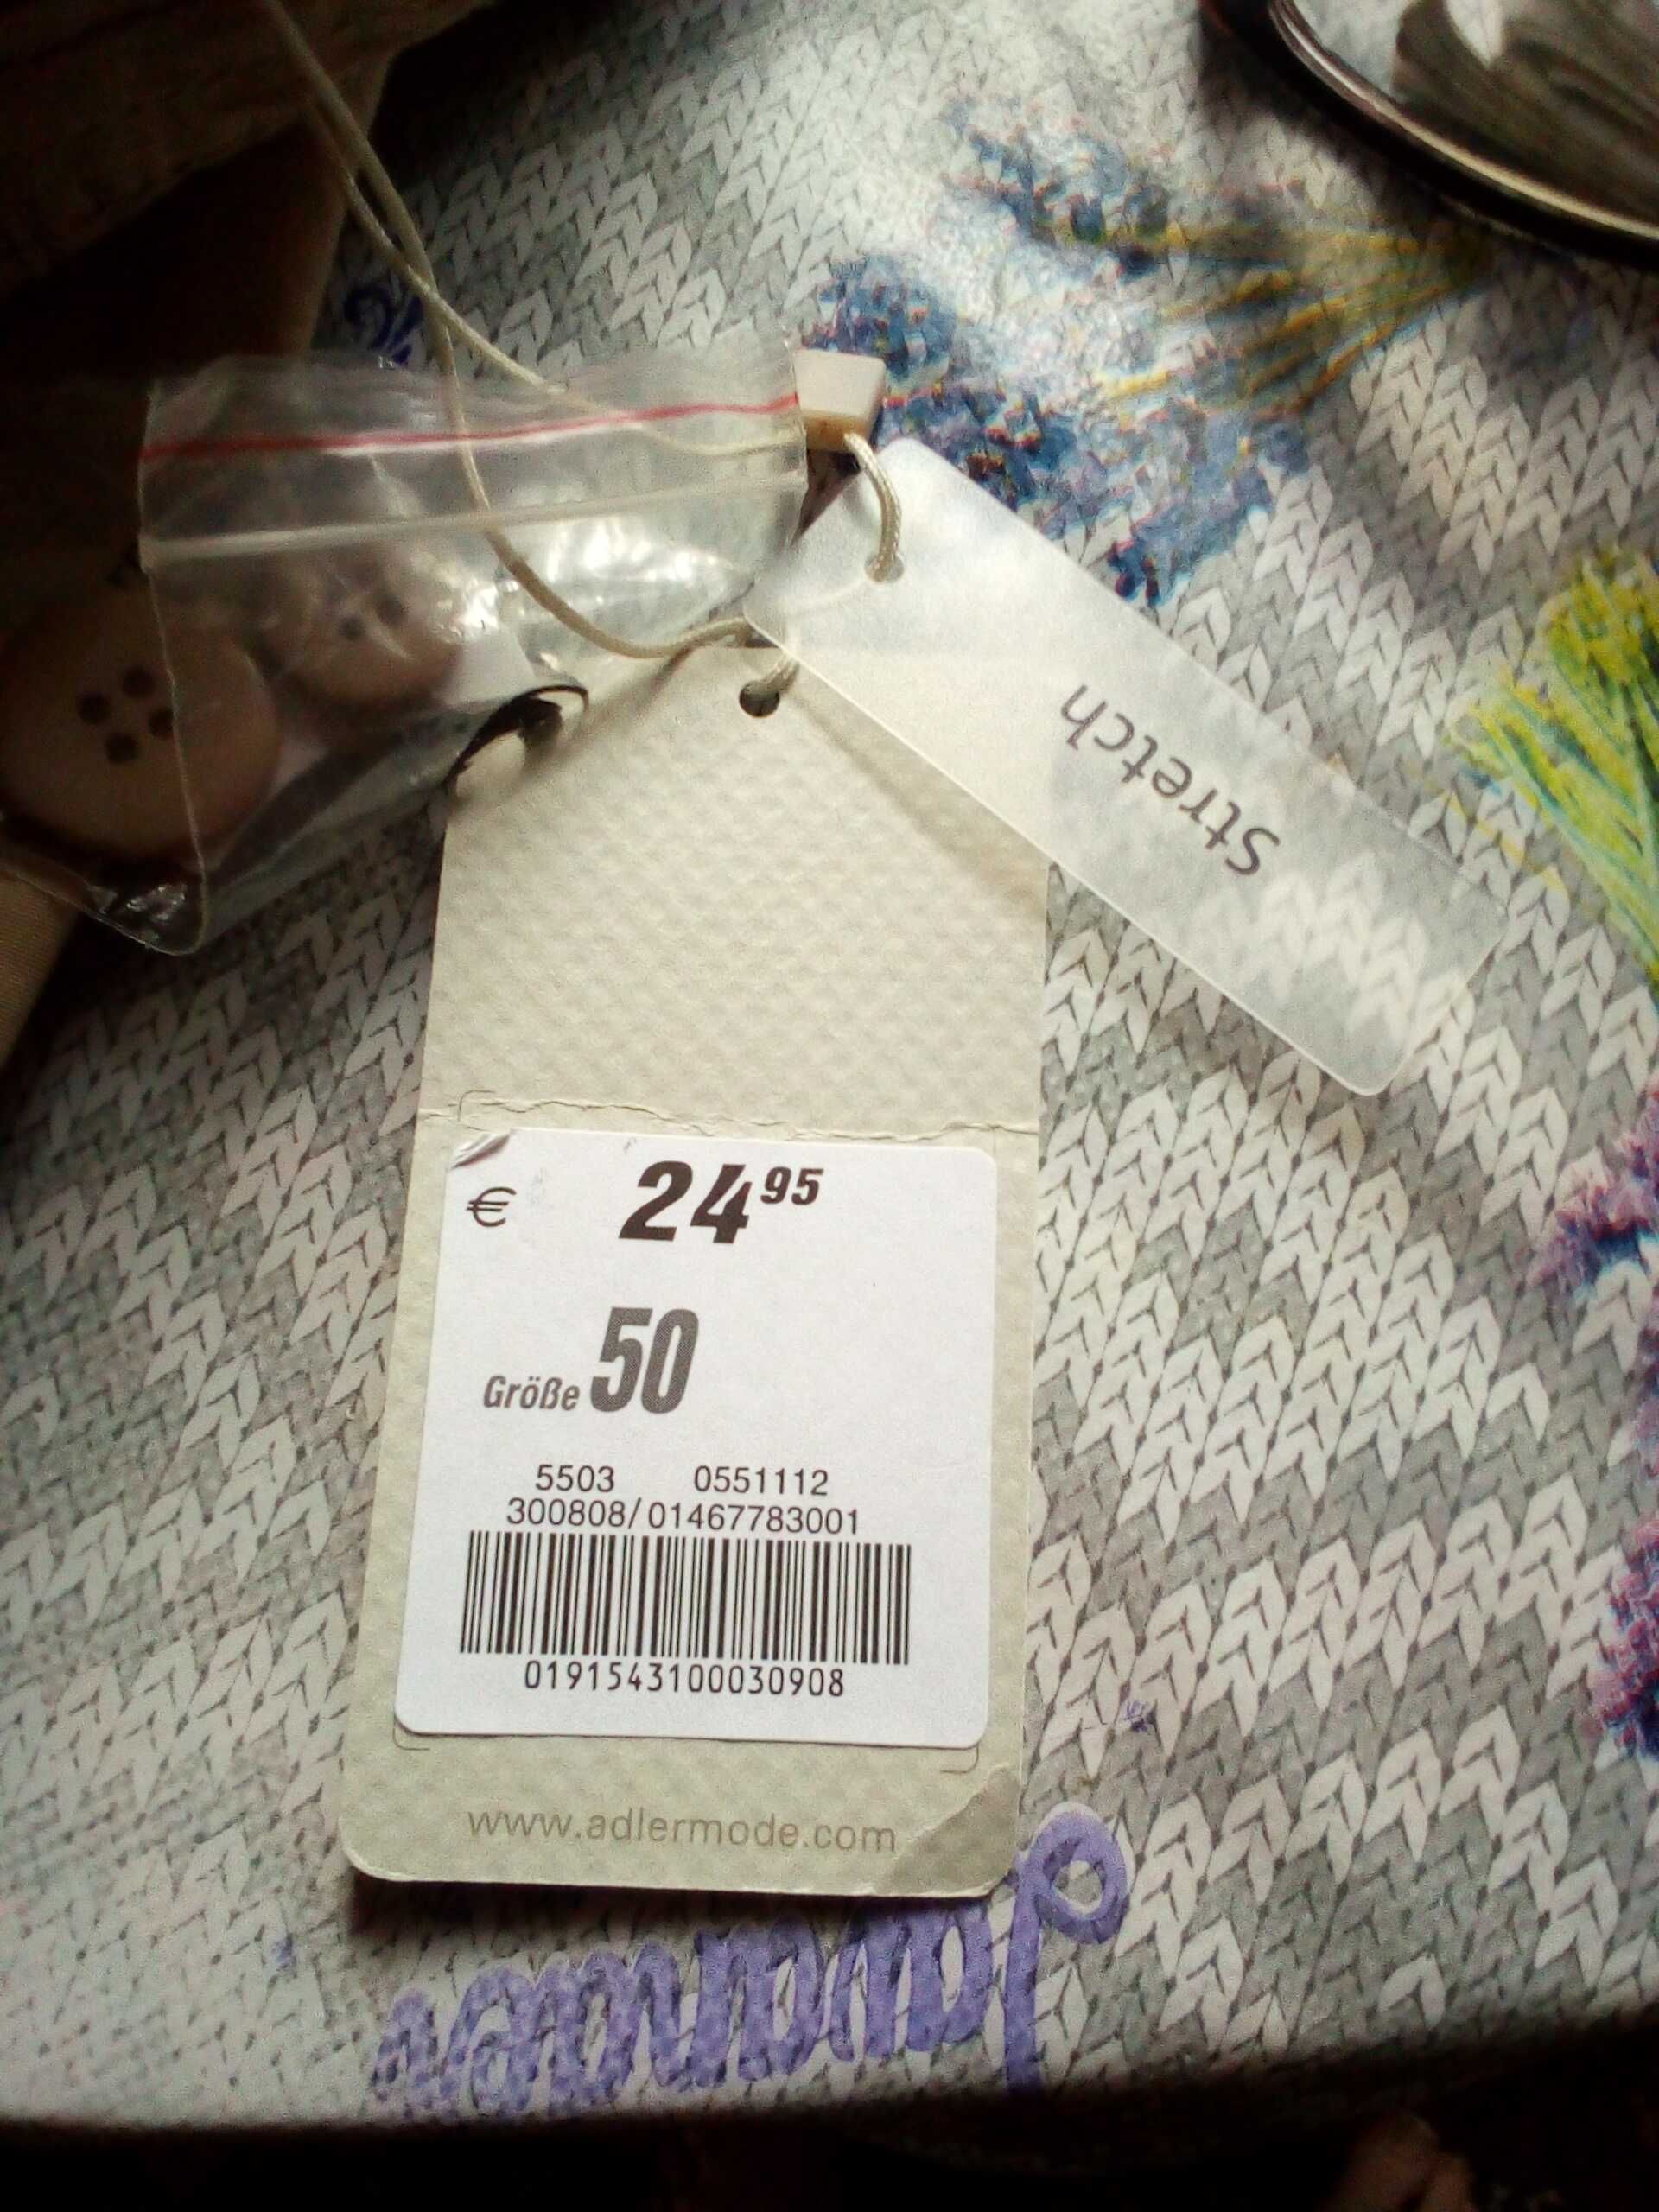 Stretch
€ 24 95
Größe 50
5503 0551112
300808/01467783001
0191543100030908
www.adlermode.com